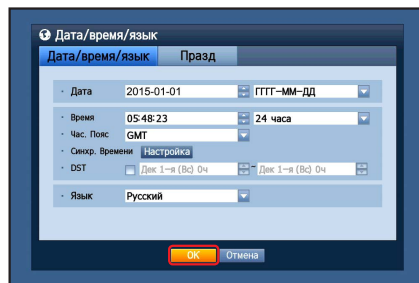 Дата/время/язык
Дата/время/язык Празд
· Дата 2015-01-01 ГГГГ-ММ-ДД
· Время 05:48:23 24 часа
· Час. Пояс GMT
· Синхр. Времени Настройка
· DST Дек 1-я (Вс) 0ч - Дек 1-я (Вс) 0ч
· Язык Русский
OK Отмена